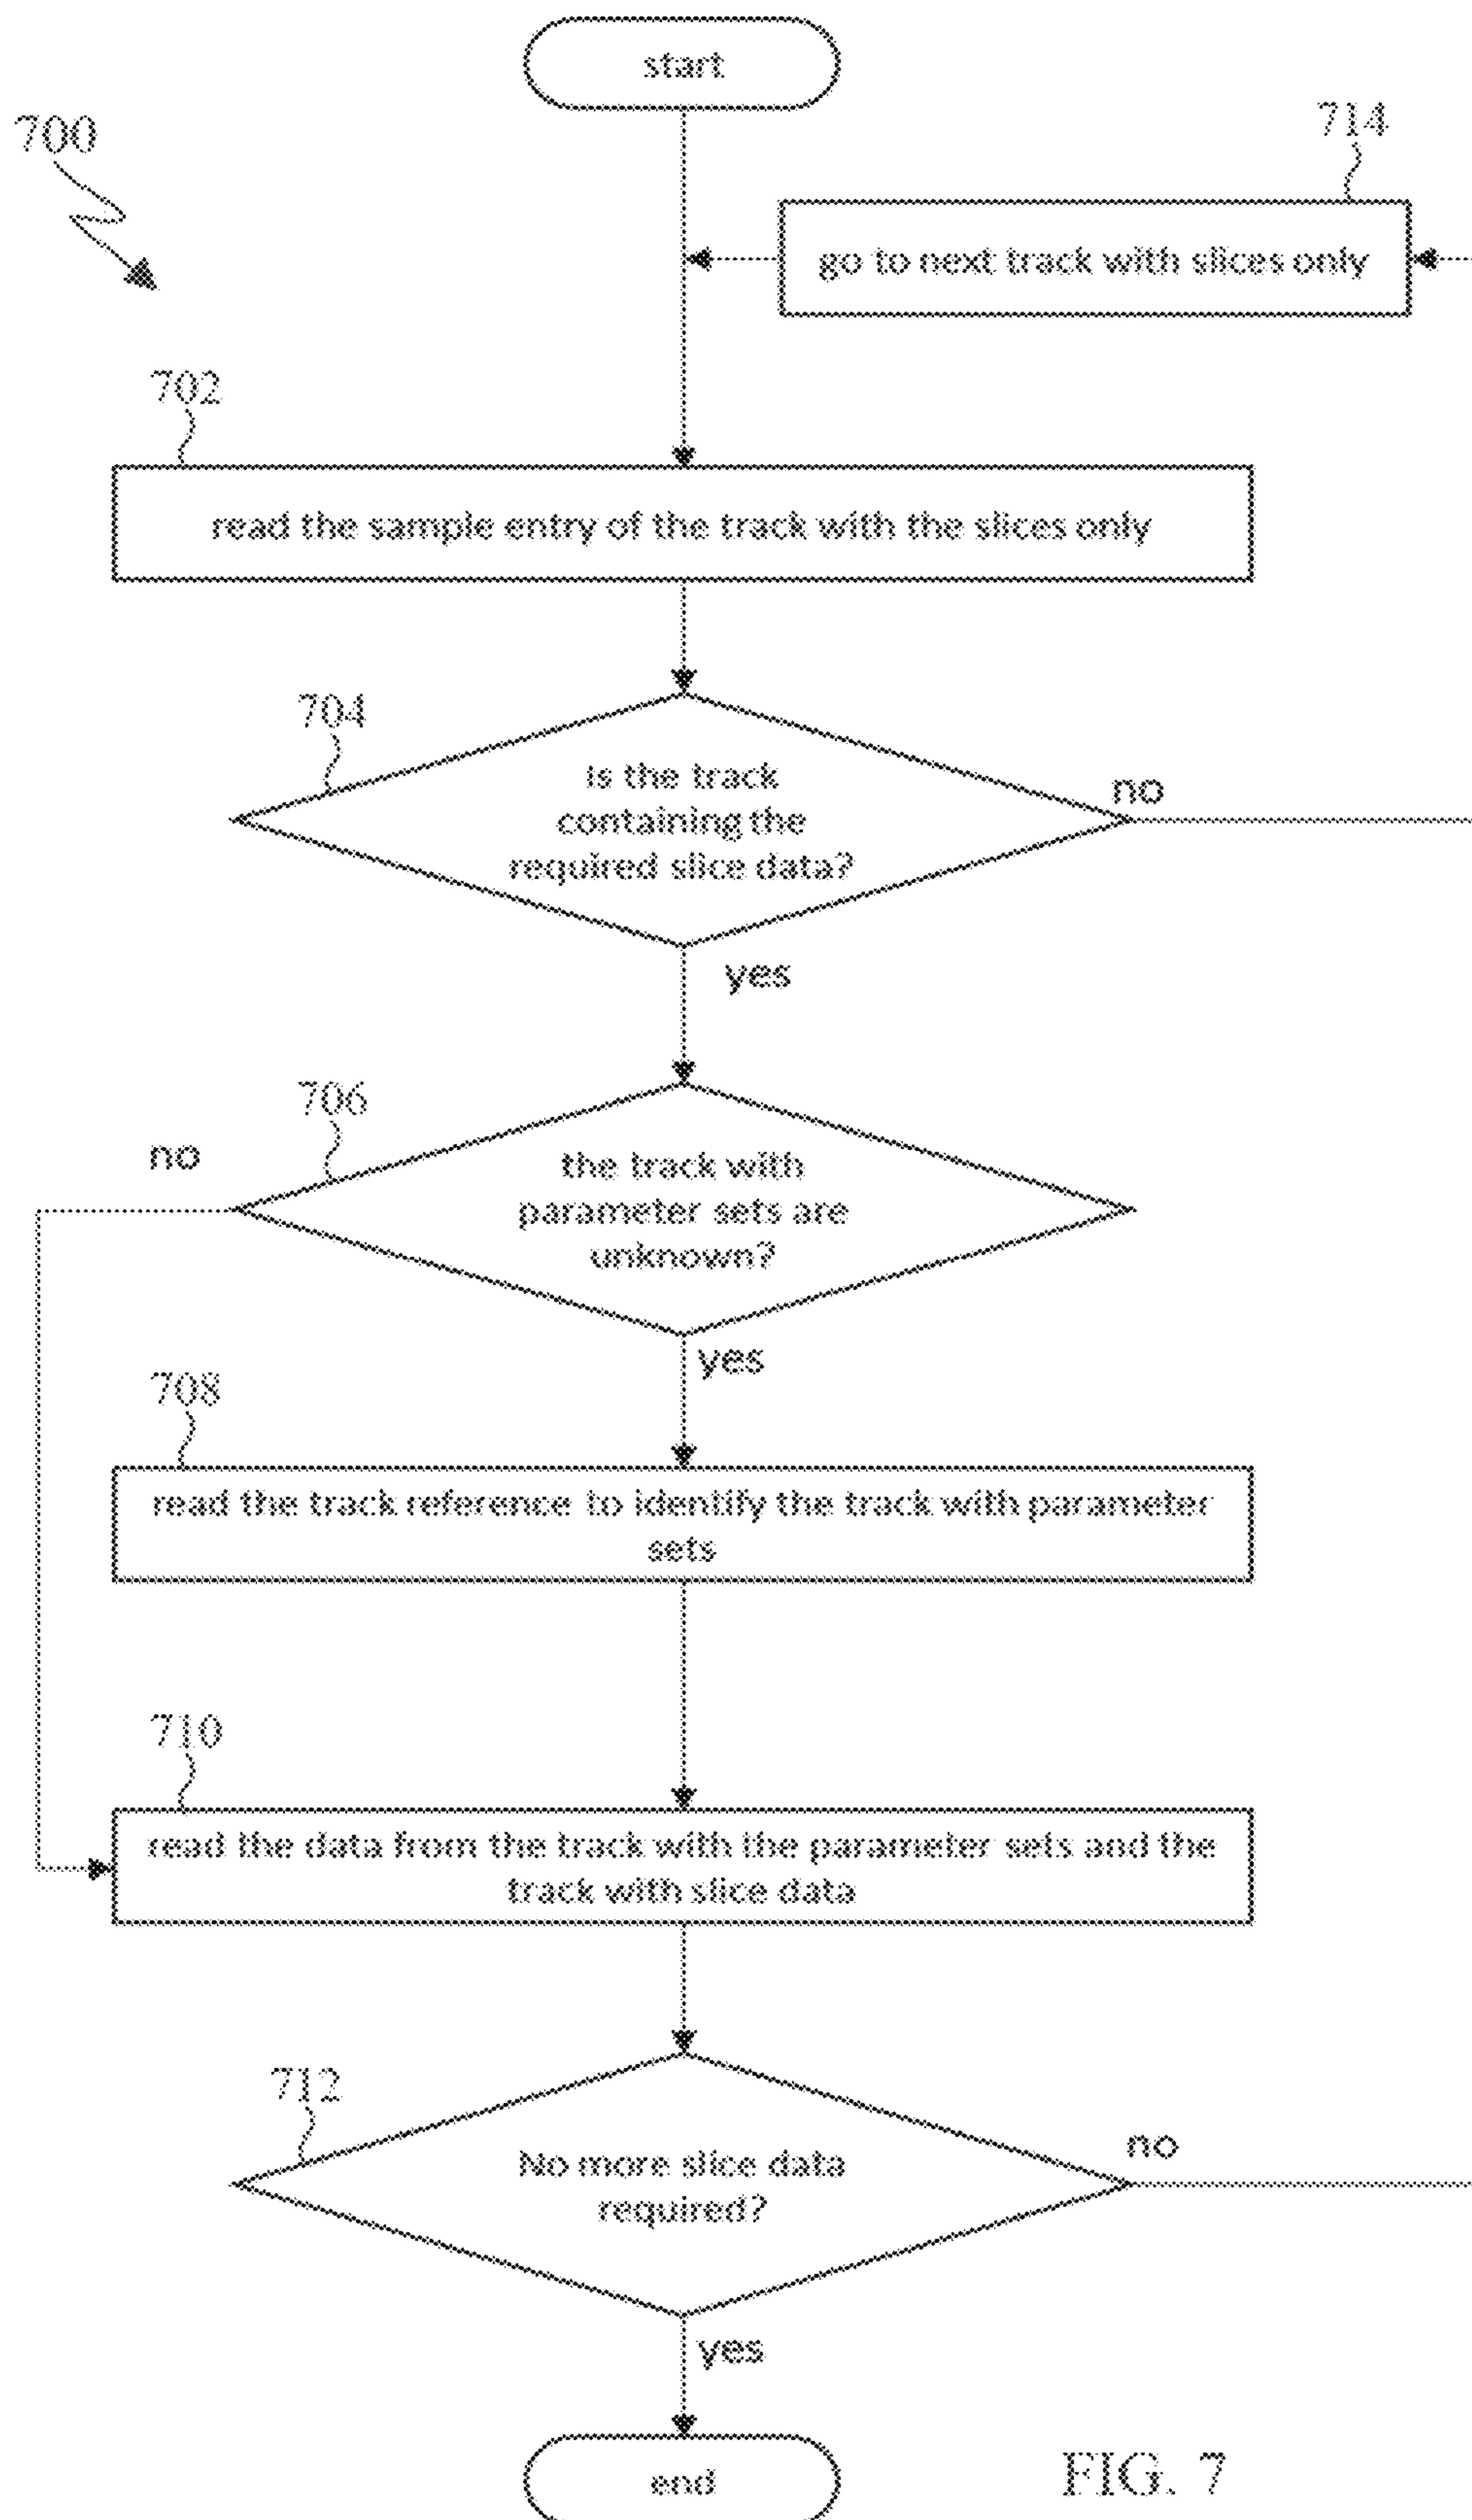 start
700
714
go to next track with slices only
702
read the sample entry of the track with the slices only
704
is the track
containing the
required slice data?
no
yes
706
no
the track with
parameter sets are
unknown?
yes
708
read the track reference to identify the track with parameter
sets
710
read the data from the track with the parameter sets and the
track with slice data
712
No more slice data
required?
no
yes
end
FIG. 7